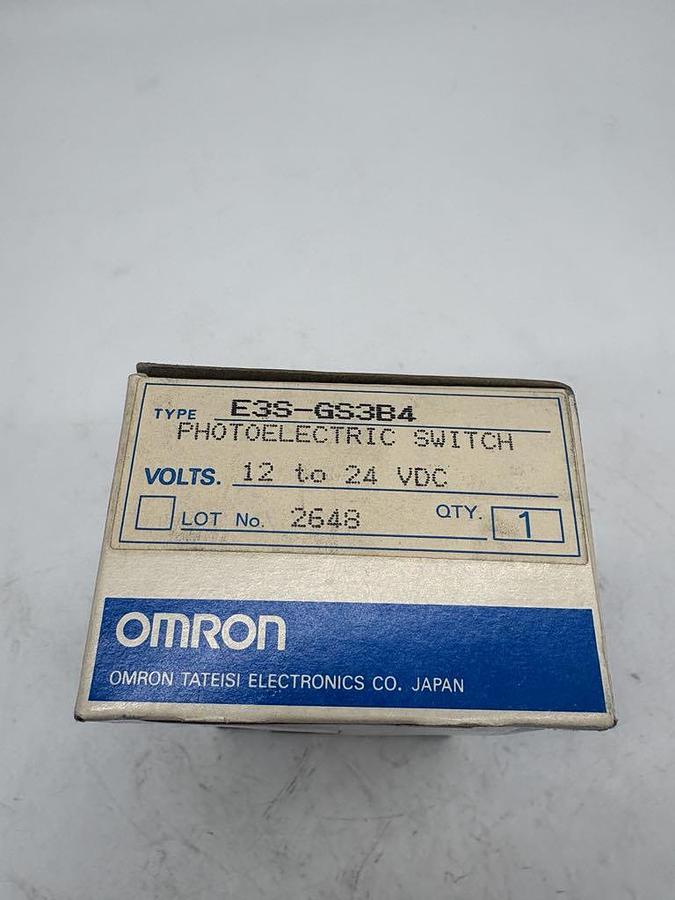 TYPE E3S-GS3B4
PHOTOELECTRIC SWITCH
VOLTS. 12 to 24 VDC
LOT No. 2648 QTY. 1
OMRON
OMRON TATEISI ELECTRONICS CO. JAPAN